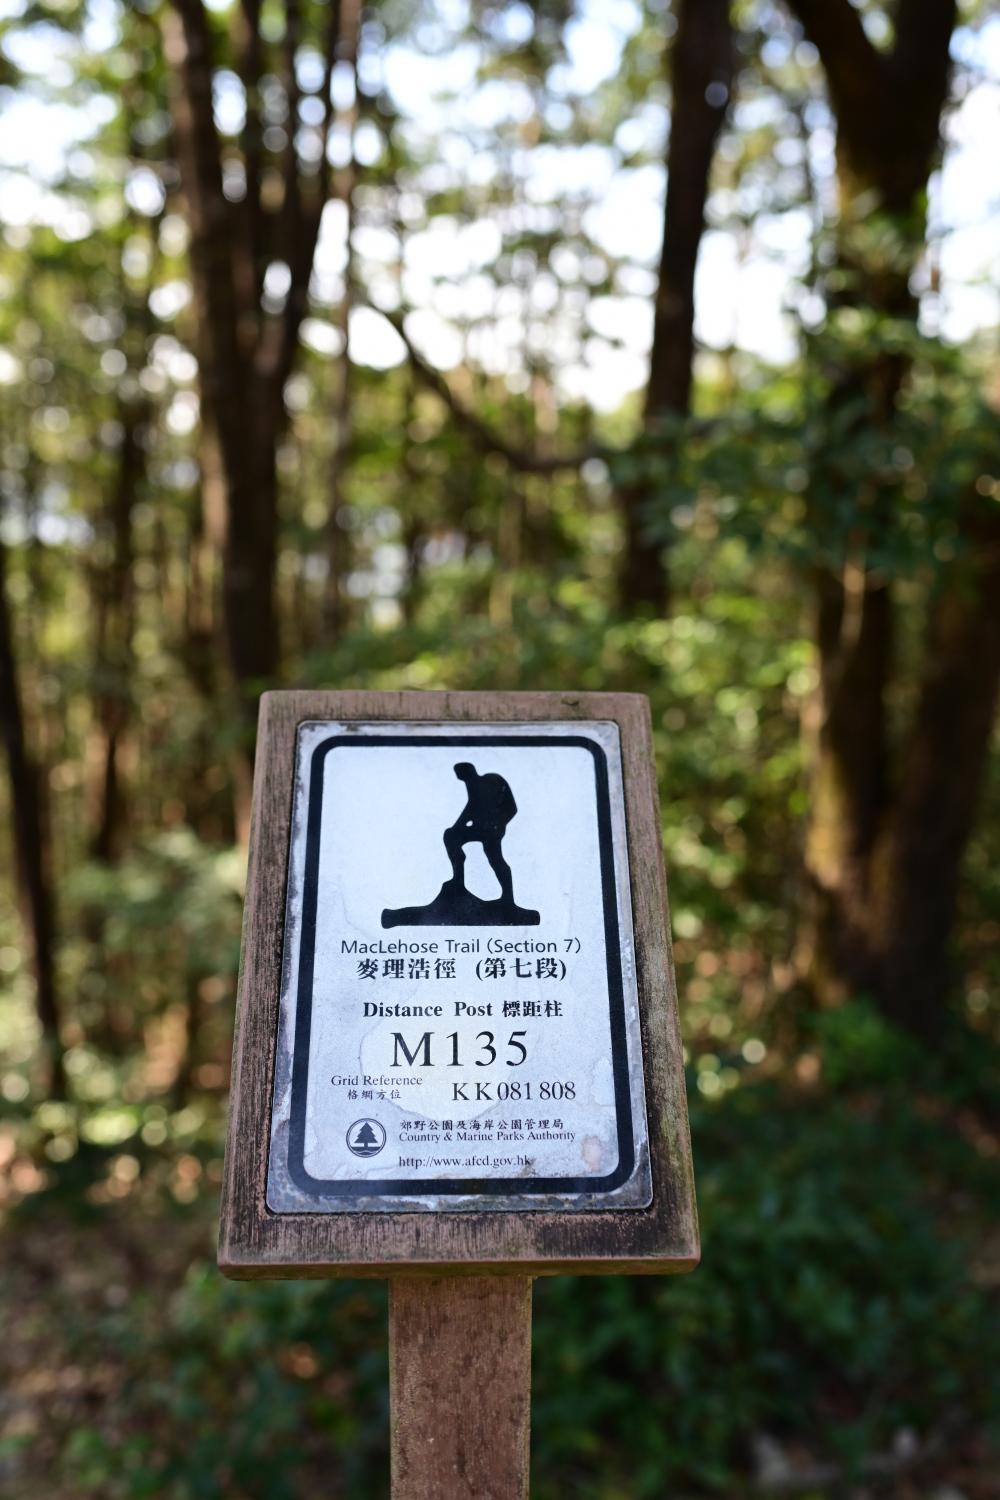 MacLehose Trail (Section 7)
麥理浩徑 (第七段)
Distance Post 標距柱
M135
Grid Reference
格網方位
KK081 808
郊野公園及海岸公園管理局
Country & Marine Parks Authority
http://www.afcd.gov.hk